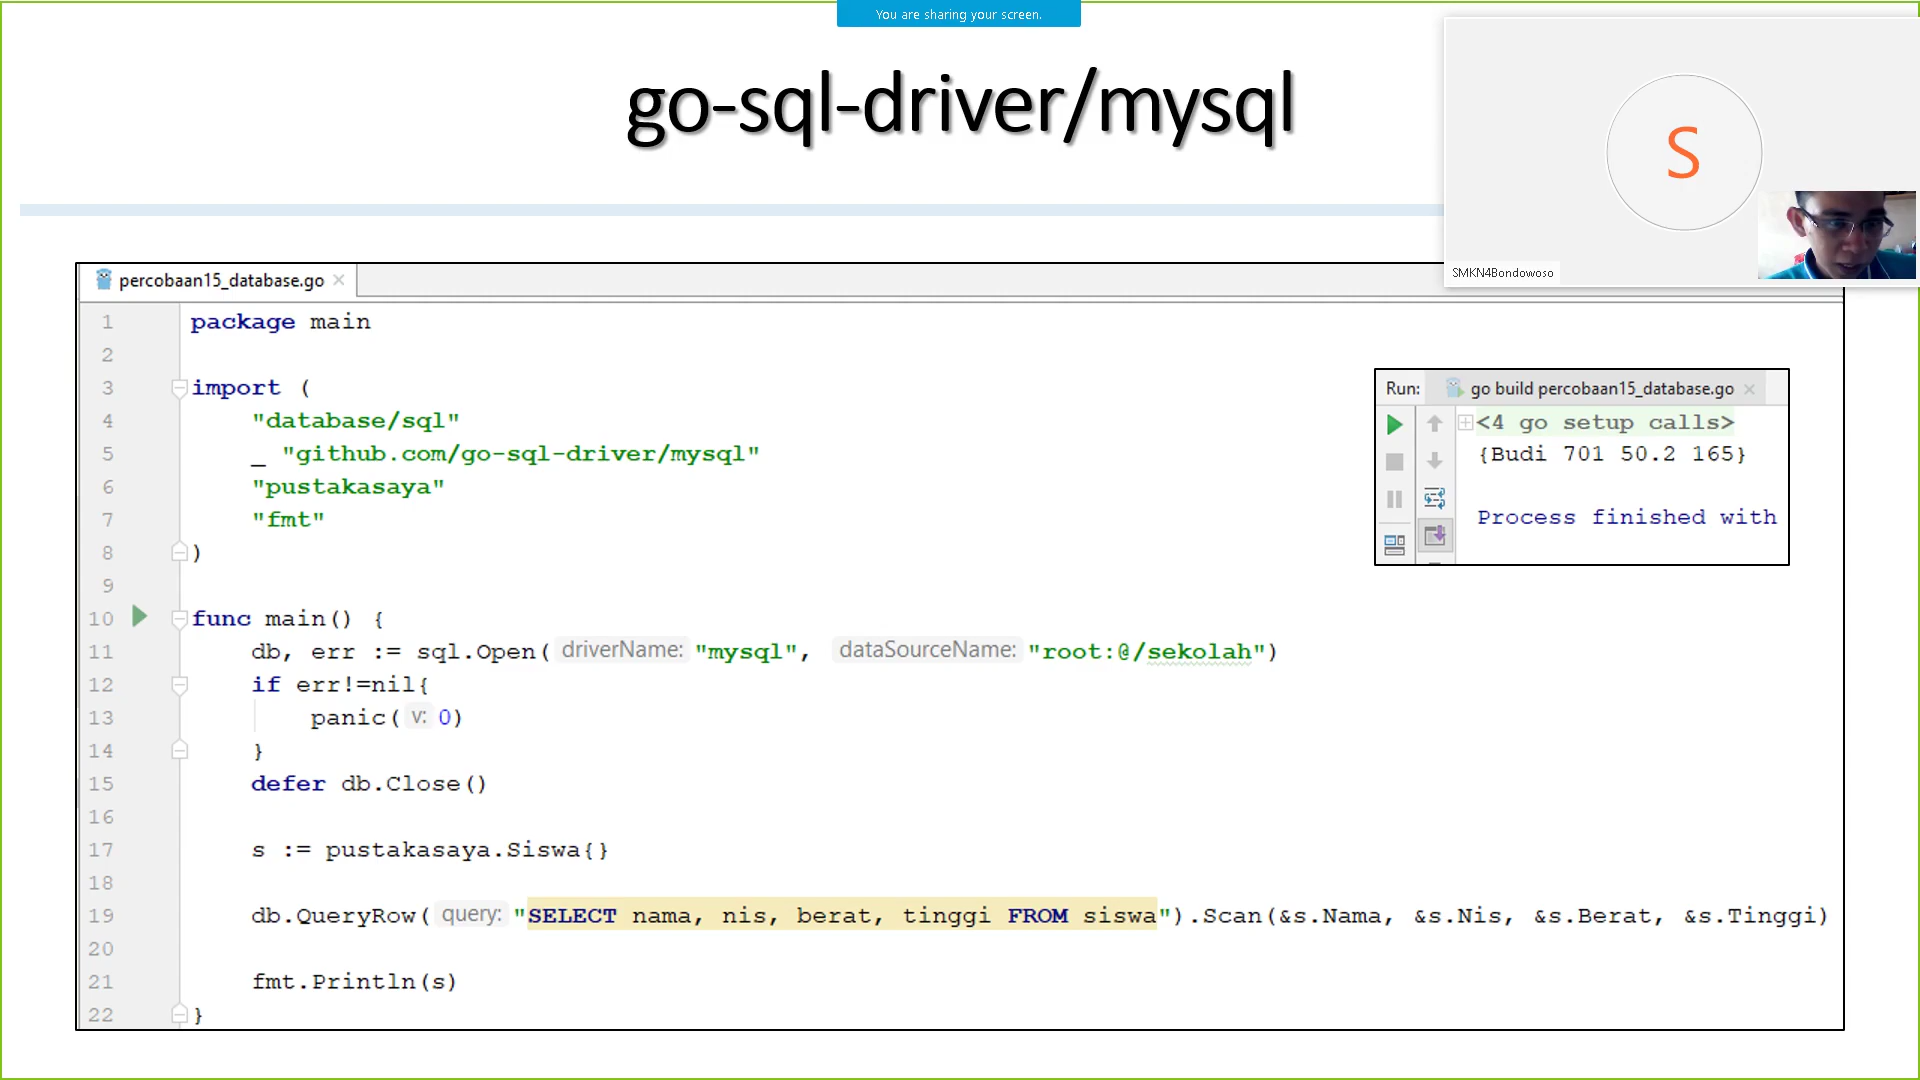 You are sharing your screen.
go-sql-driver/mysql
S
SMKN4Bondowoso
percobaan15_database.go
1 package main
2
3 import (
4 "database/sql"
5 _ "github.com/go-sql-driver/mysql"
6 "pustakasaya"
7 "fmt"
8 )
9
10 func main() {
11 db, err := sql.Open( driverName: "mysql", dataSourceName: "root:@/sekolah")
12 if err!=nil{
13 panic( v: 0)
14 }
15 defer db.Close()
16
17 s := pustakasaya.Siswa{}
18
19 db.QueryRow( query: "SELECT nama, nis, berat, tinggi FROM siswa").Scan(&s.Nama, &s.Nis, &s.Berat, &s.Tinggi)
20
21 fmt.Println(s)
22 }
Run: go build percobaan15_database.go
<4 go setup calls>
{Budi 701 50.2 165}
Process finished with